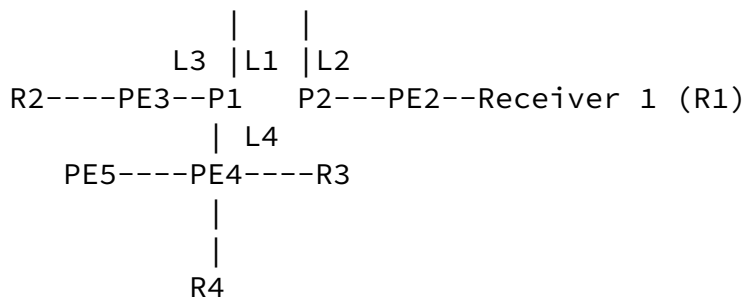 |    |
L3 |L1 |L2
R2----PE3--P1   P2---PE2--Receiver 1 (R1)
| L4
PE5----PE4----R3
|
|
R4